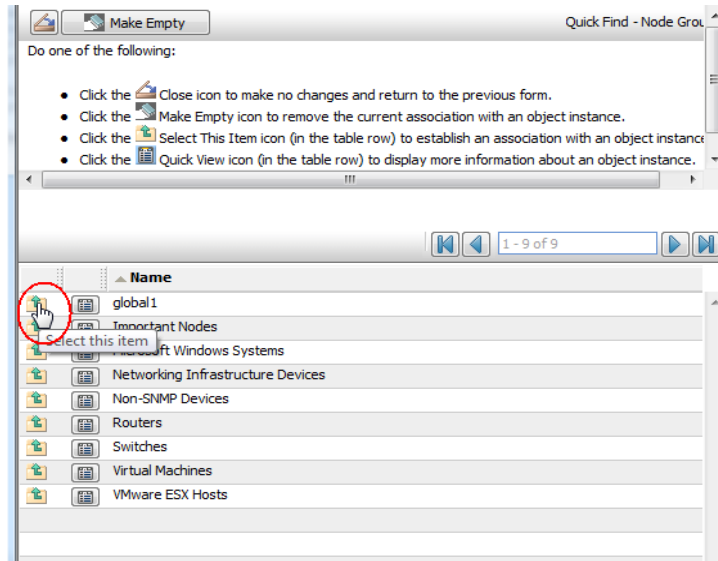 Make Empty
Quick Find - Node Grou
Do one of the following:
• Click the Close icon to make no changes and return to the previous form.
• Click the Make Empty icon to remove the current association with an object instance.
• Click the Select This Item icon (in the table row) to establish an association with an object instance
• Click the Quick View icon (in the table row) to display more information about an object instance.
1 - 9 of 9
Name
global1
Important Nodes
Select this item
Microsoft Windows Systems
Networking Infrastructure Devices
Non-SNMP Devices
Routers
Switches
Virtual Machines
VMware ESX Hosts